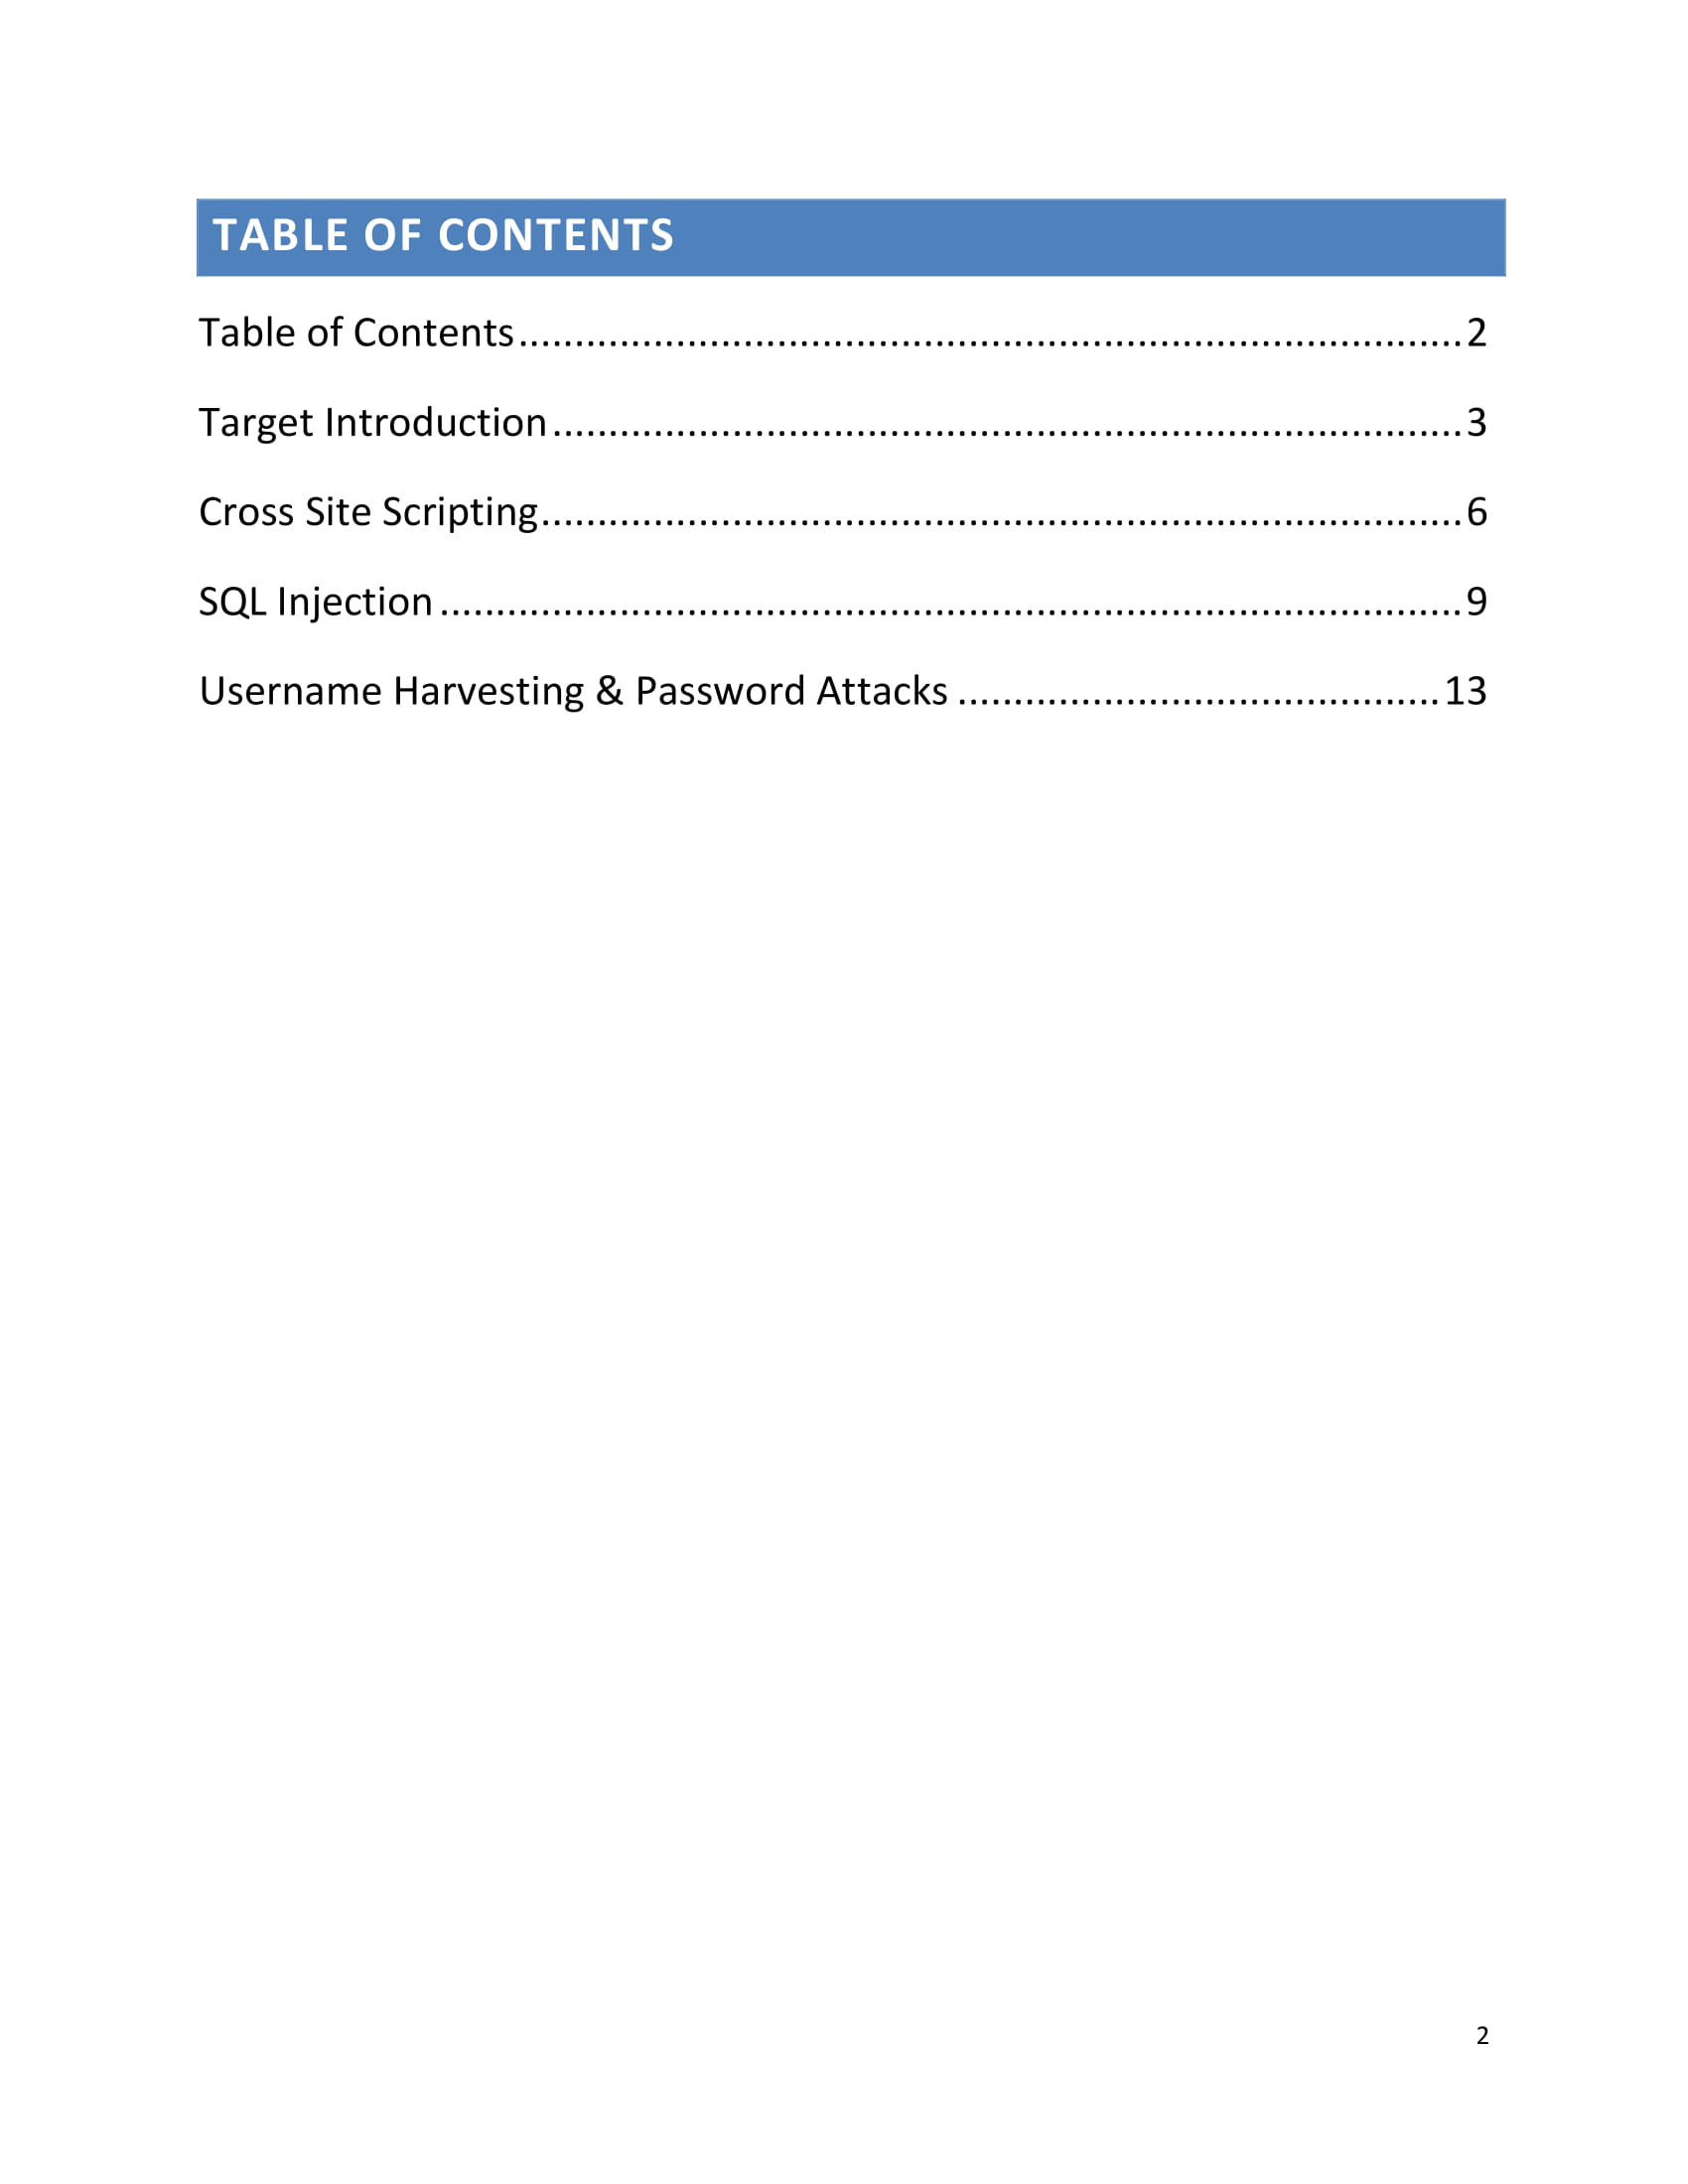 TABLE OF CONTENTS
Table of Contents....................................................................................2
Target Introduction.................................................................................3
Cross Site Scripting..................................................................................6
SQL Injection ...........................................................................................9
Username Harvesting & Password Attacks ...........................................13
2